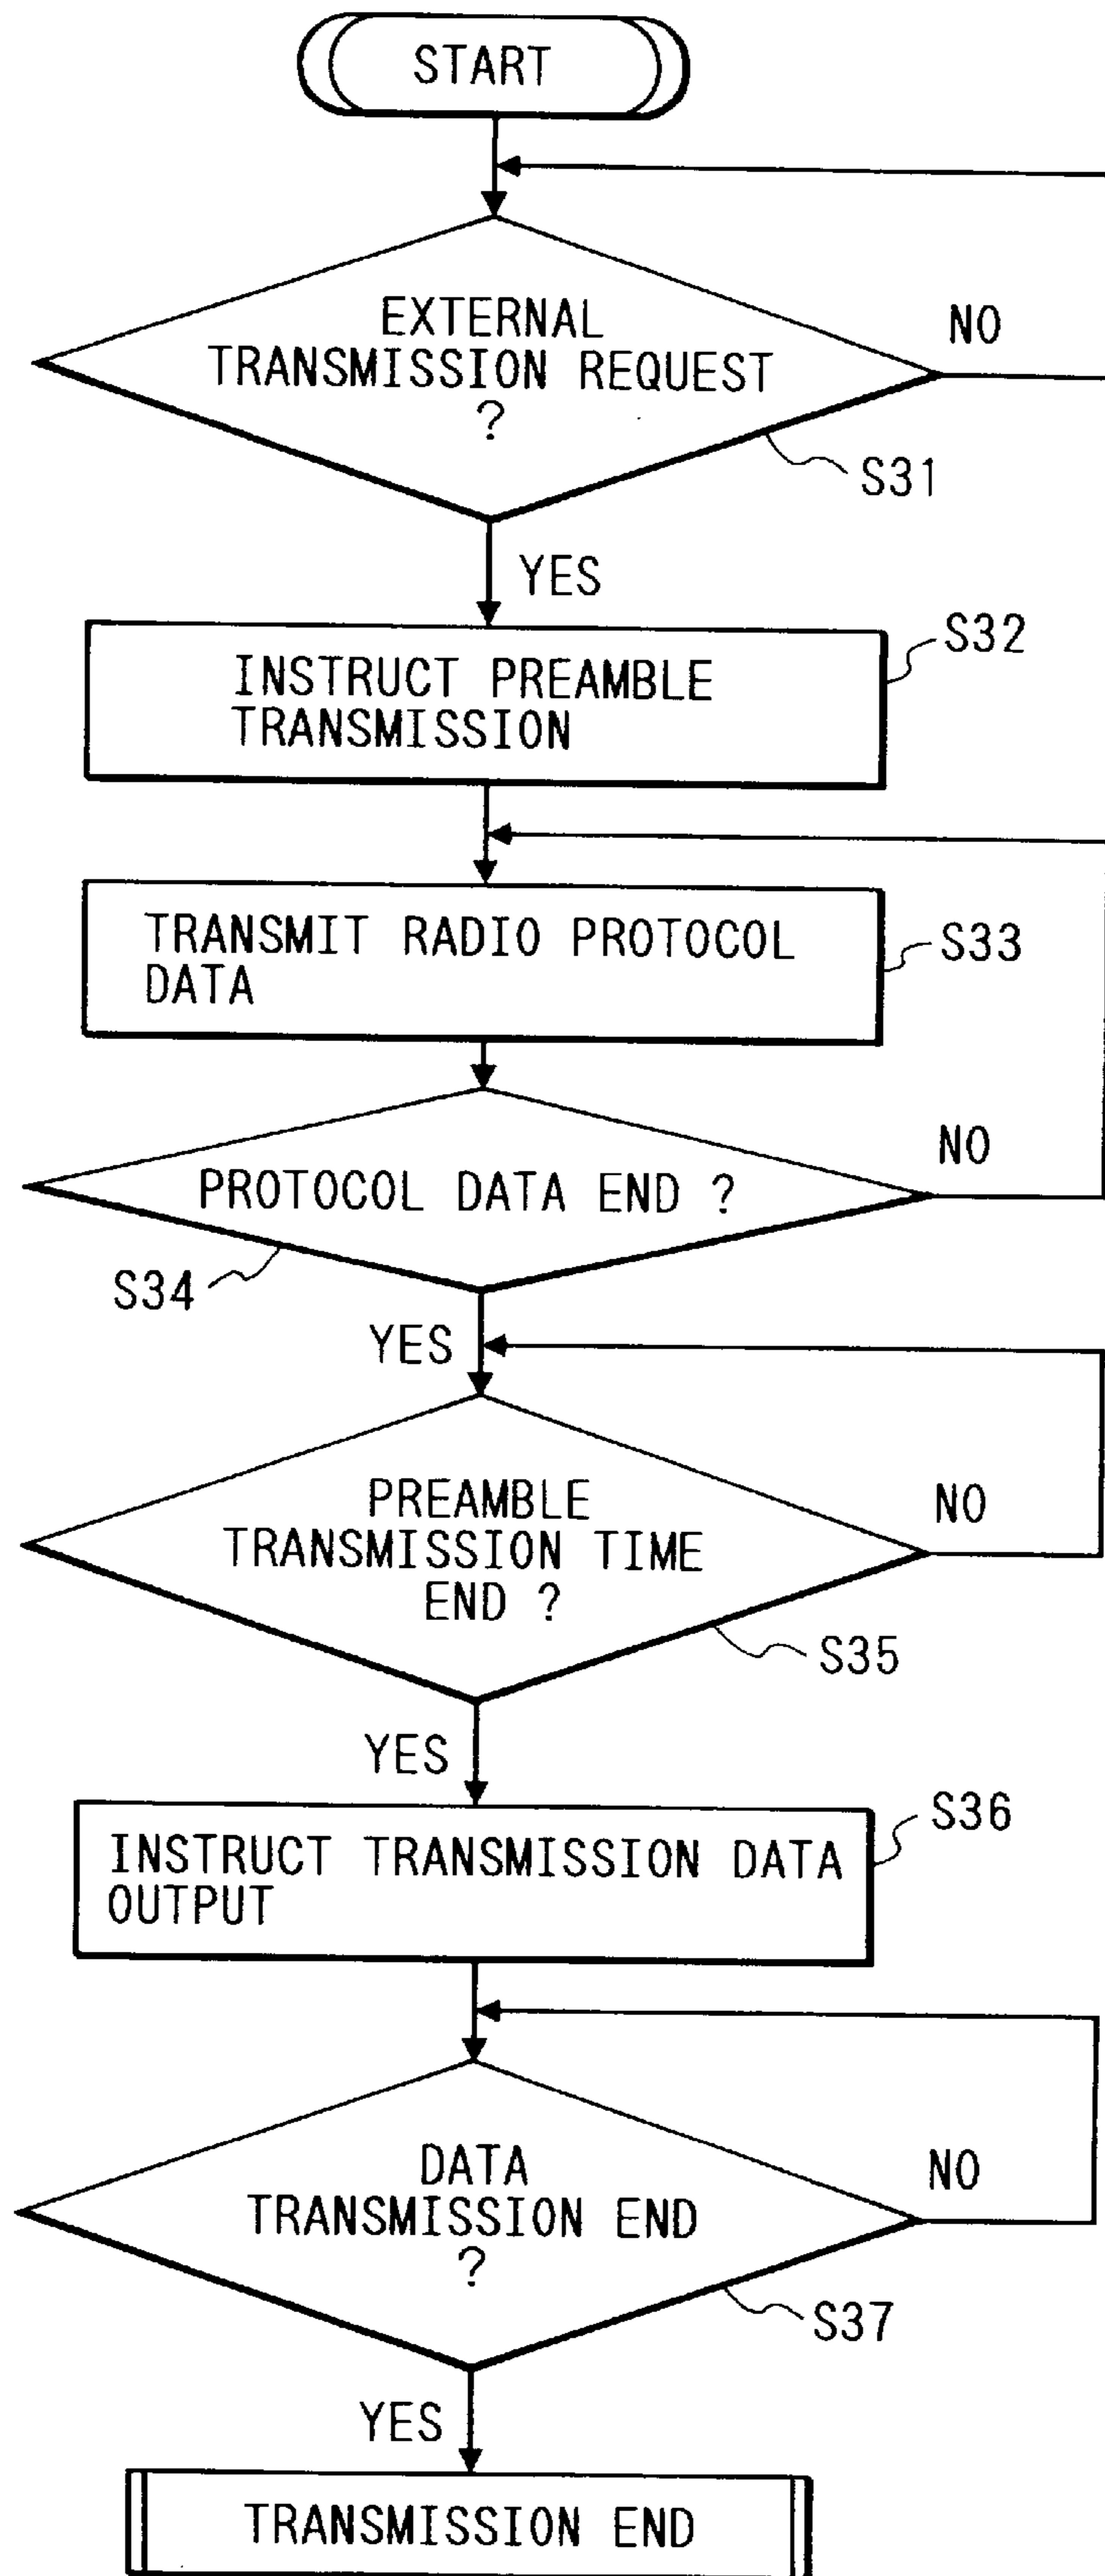 START
EXTERNAL
TRANSMISSION REQUEST
?
NO
S31
YES
S32
INSTRUCT PREAMBLE
TRANSMISSION
TRANSMIT RADIO PROTOCOL
DATA
S33
NO
PROTOCOL DATA END ?
S34
YES
PREAMBLE
TRANSMISSION TIME
END ?
NO
S35
YES
S36
INSTRUCT TRANSMISSION DATA
OUTPUT
DATA
TRANSMISSION END
?
NO
S37
YES
TRANSMISSION END